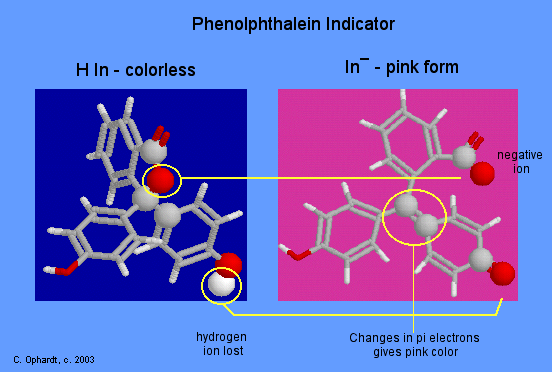 Phenolphthalein Indicator
H In - colorless
In⁻ - pink form
negative
ion
hydrogen
ion lost
Changes in pi electrons
gives pink color
C. Ophardt, c. 2003